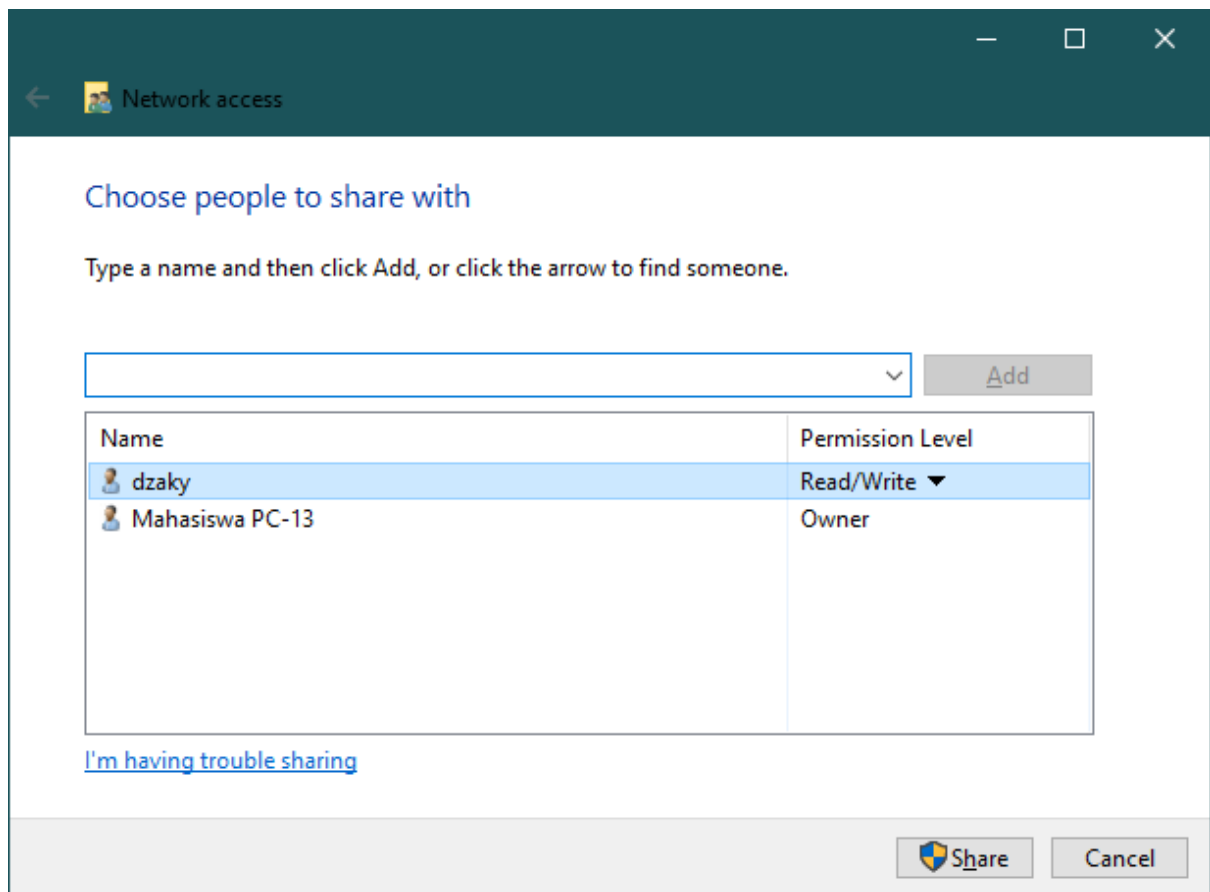 Network access
Choose people to share with
Type a name and then click Add, or click the arrow to find someone.
Add
Name Permission Level
dzaky Read/Write
Mahasiswa PC-13 Owner
I'm having trouble sharing
Share Cancel